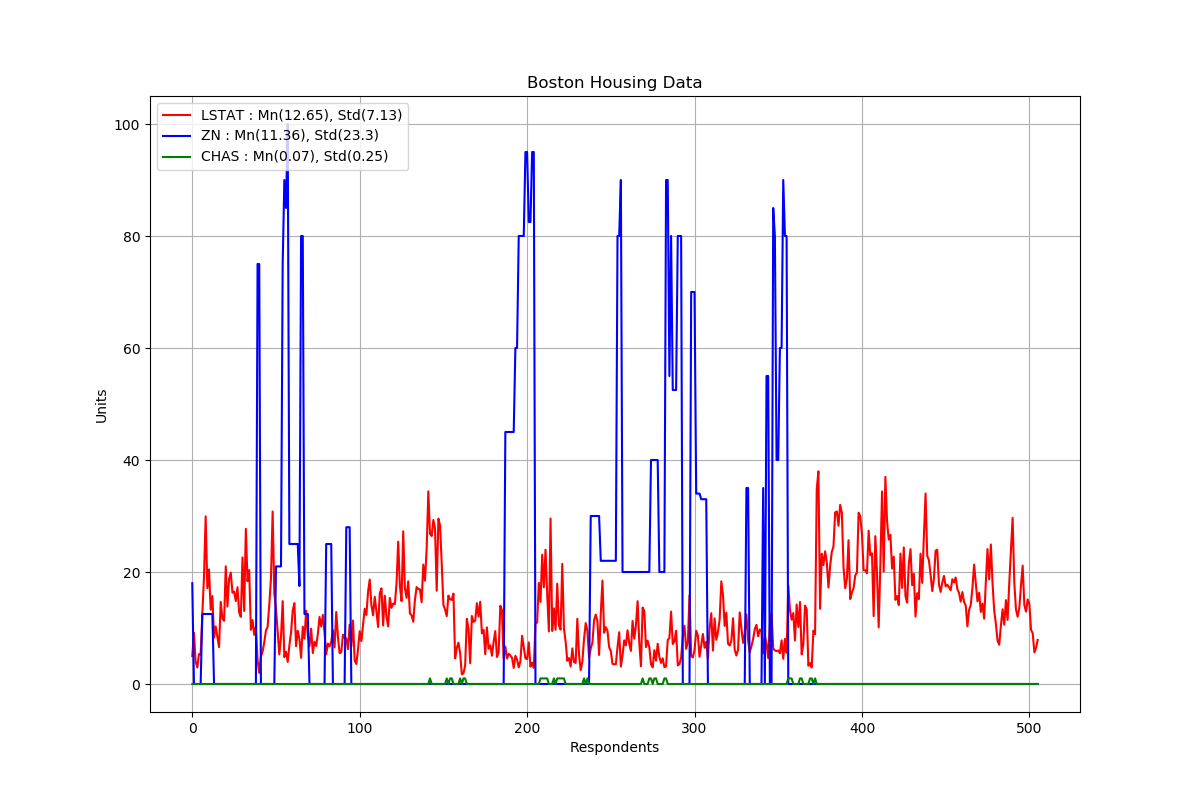 Boston Housing Data
LSTAT : Mn(12.65), Std(7.13)
ZN : Mn(11.36), Std(23.3)
CHAS : Mn(0.07), Std(0.25)
100
80
60
40
20
0
Units
0 100 200 300 400 500
Respondents